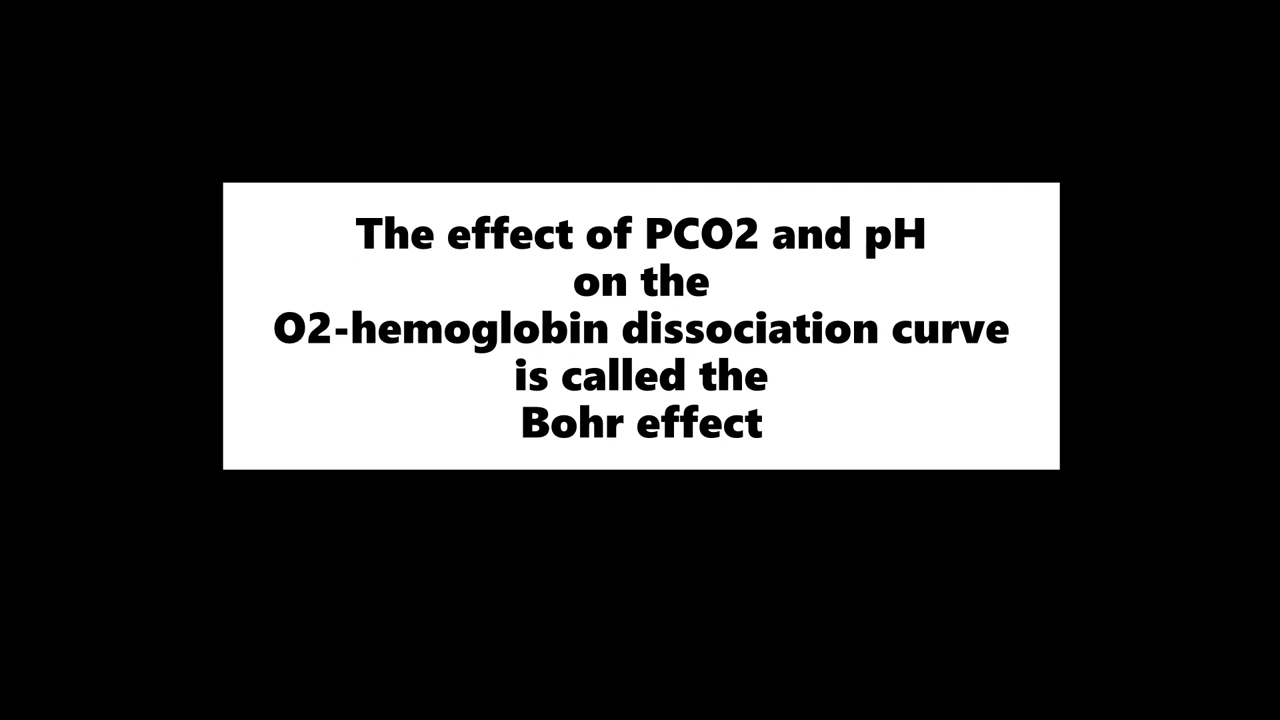 The effect of PCO2 and pH
on the
O2-hemoglobin dissociation curve
is called the
Bohr effect